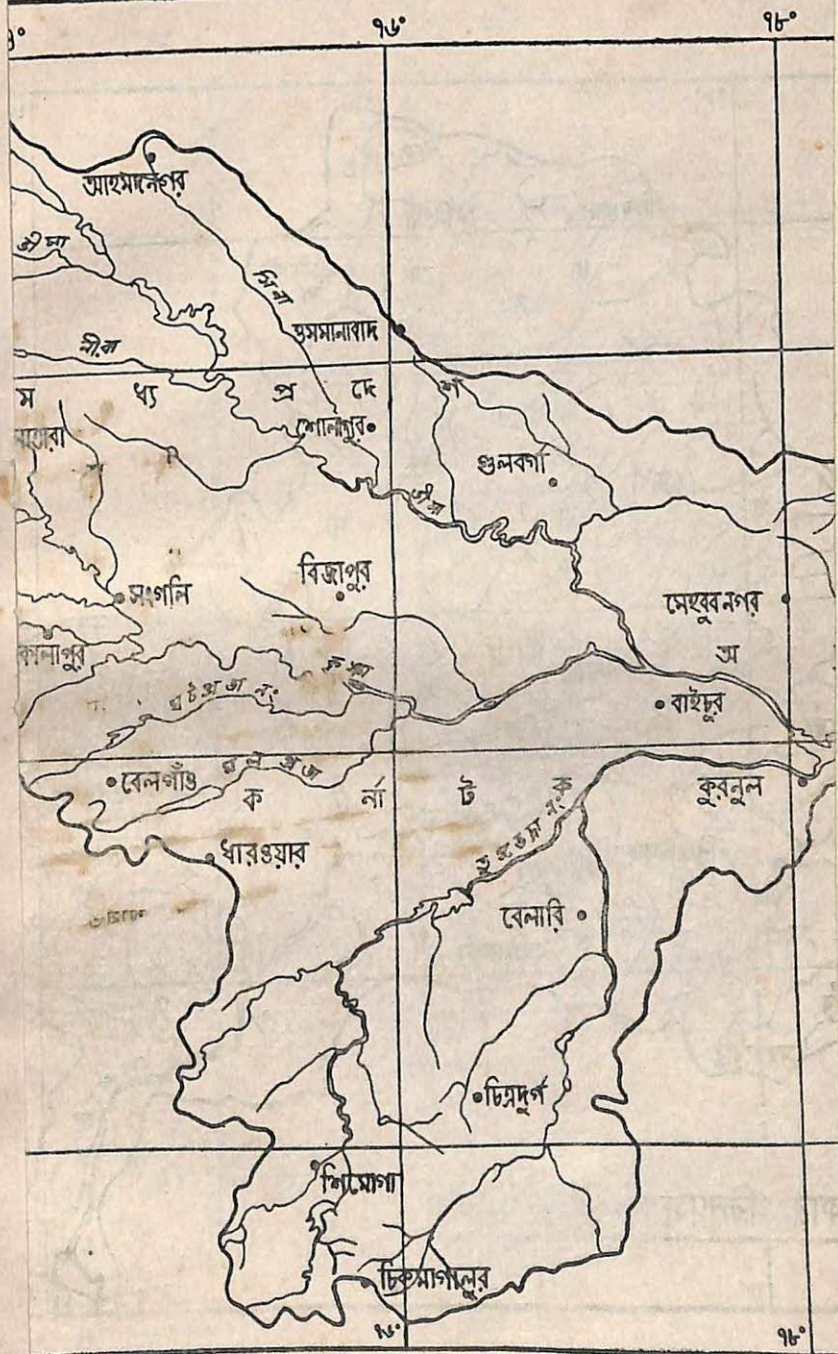 ৭৬° ৭৮°
আহমদনগর
ভীমা
সিনা
ওসমানাবাদ
নীরা
ম ধ্য প্র দে শ
সাতারা
শোলাপুর
গুলবর্গা
ভীমা
বিজাপুর
সংগলি
মেহবুবনগর
কোলাপুর
অ
কৃষ্ণা
ঘটপ্রভা নং
রাইচুর
বেলগাঁও
মলপ্রভা
ক র্না ট ক
কুরনুল
তুঙ্গভদ্রা নং
ধারওয়ার
বেলারি
চিত্রদুর্গ
শিমোগা
চিকমাগালুর
৭৬° ৭৮°